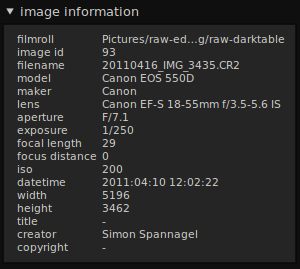 image information
filmroll Pictures/raw-ed...g/raw-darktable
image id 93
filename 20110416_IMG_3435.CR2
model Canon EOS 550D
maker Canon
lens Canon EF-S 18-55mm f/3.5-5.6 IS
aperture F/7.1
exposure 1/250
focal length 29
focus distance 0
iso 200
datetime 2011:04:10 12:02:22
width 5196
height 3462
title -
creator Simon Spannagel
copyright -